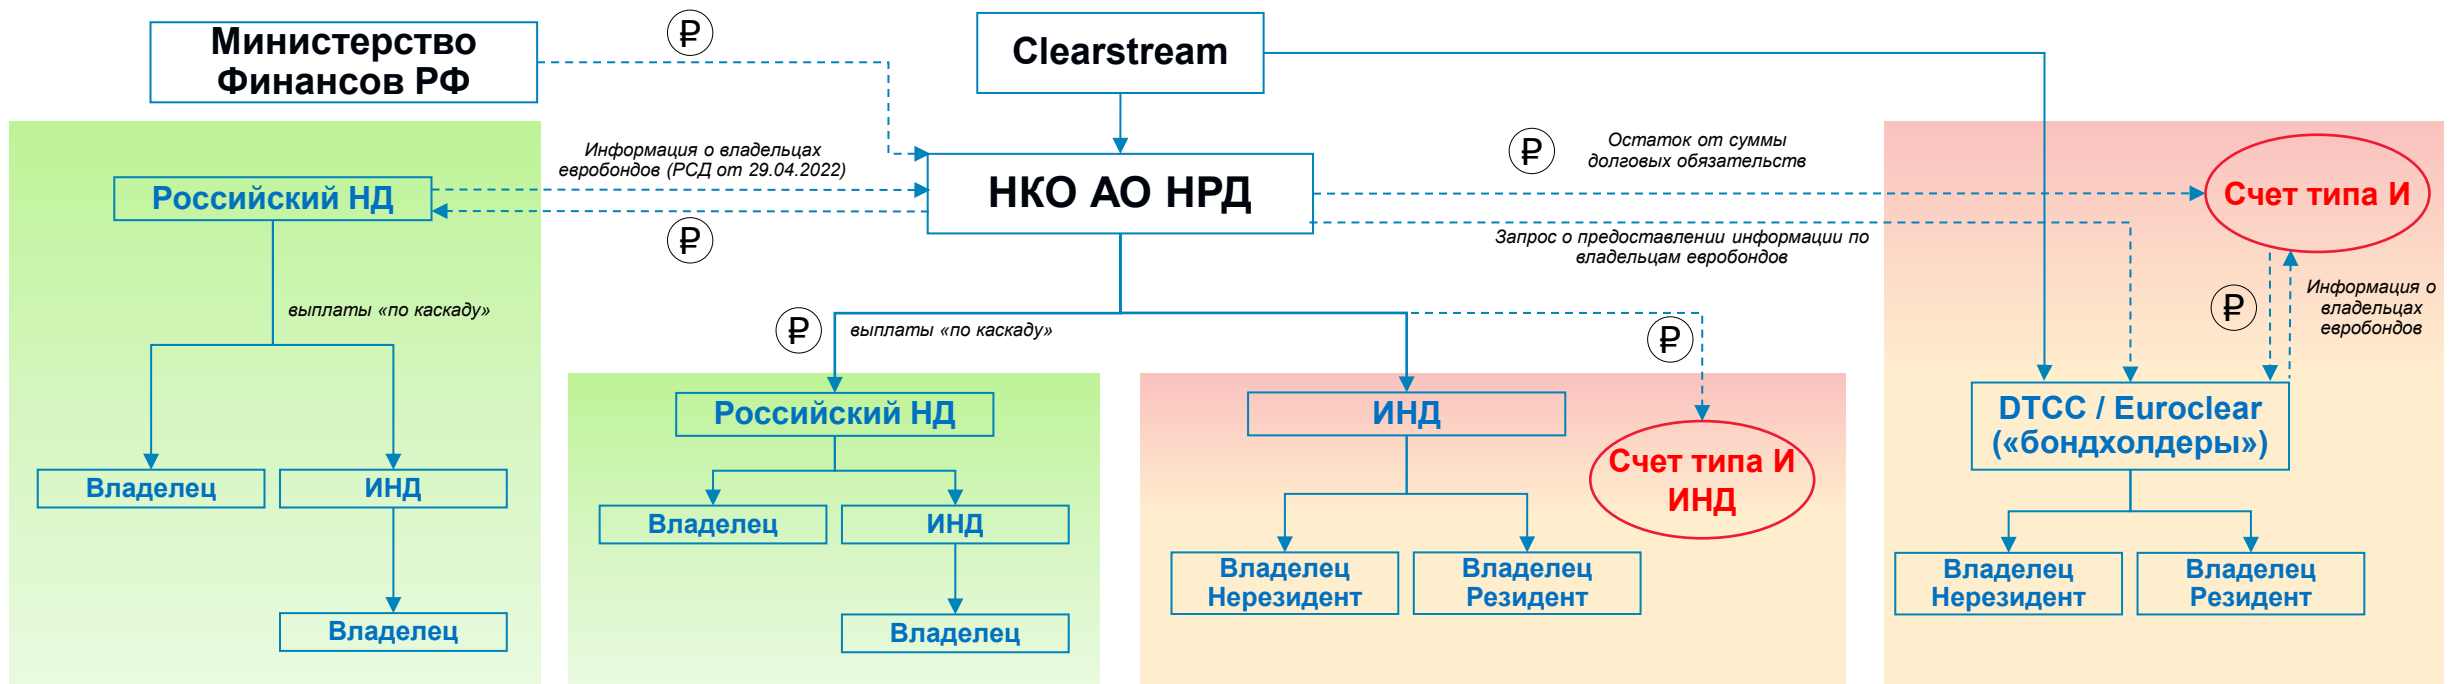 Министерство
Финансов РФ
₽
Clearstream
Информация о владельцах
евробондов (РСД от 29.04.2022)
₽
Остаток от суммы
долговых обязательств
Российский НД
НКО АО НРД
Счет типа И
₽
Запрос о предоставлении информации по
владельцам евробондов
выплаты «по каскаду»
₽
выплаты «по каскаду»
₽
₽
Информация о
владельцах
евробондов
Российский НД
ИНД
DTCC / Euroclear
(«бондхолдеры»)
Счет типа И
ИНД
Владелец
ИНД
Владелец
ИНД
Владелец
Нерезидент
Владелец
Резидент
Владелец
Нерезидент
Владелец
Резидент
Владелец
Владелец